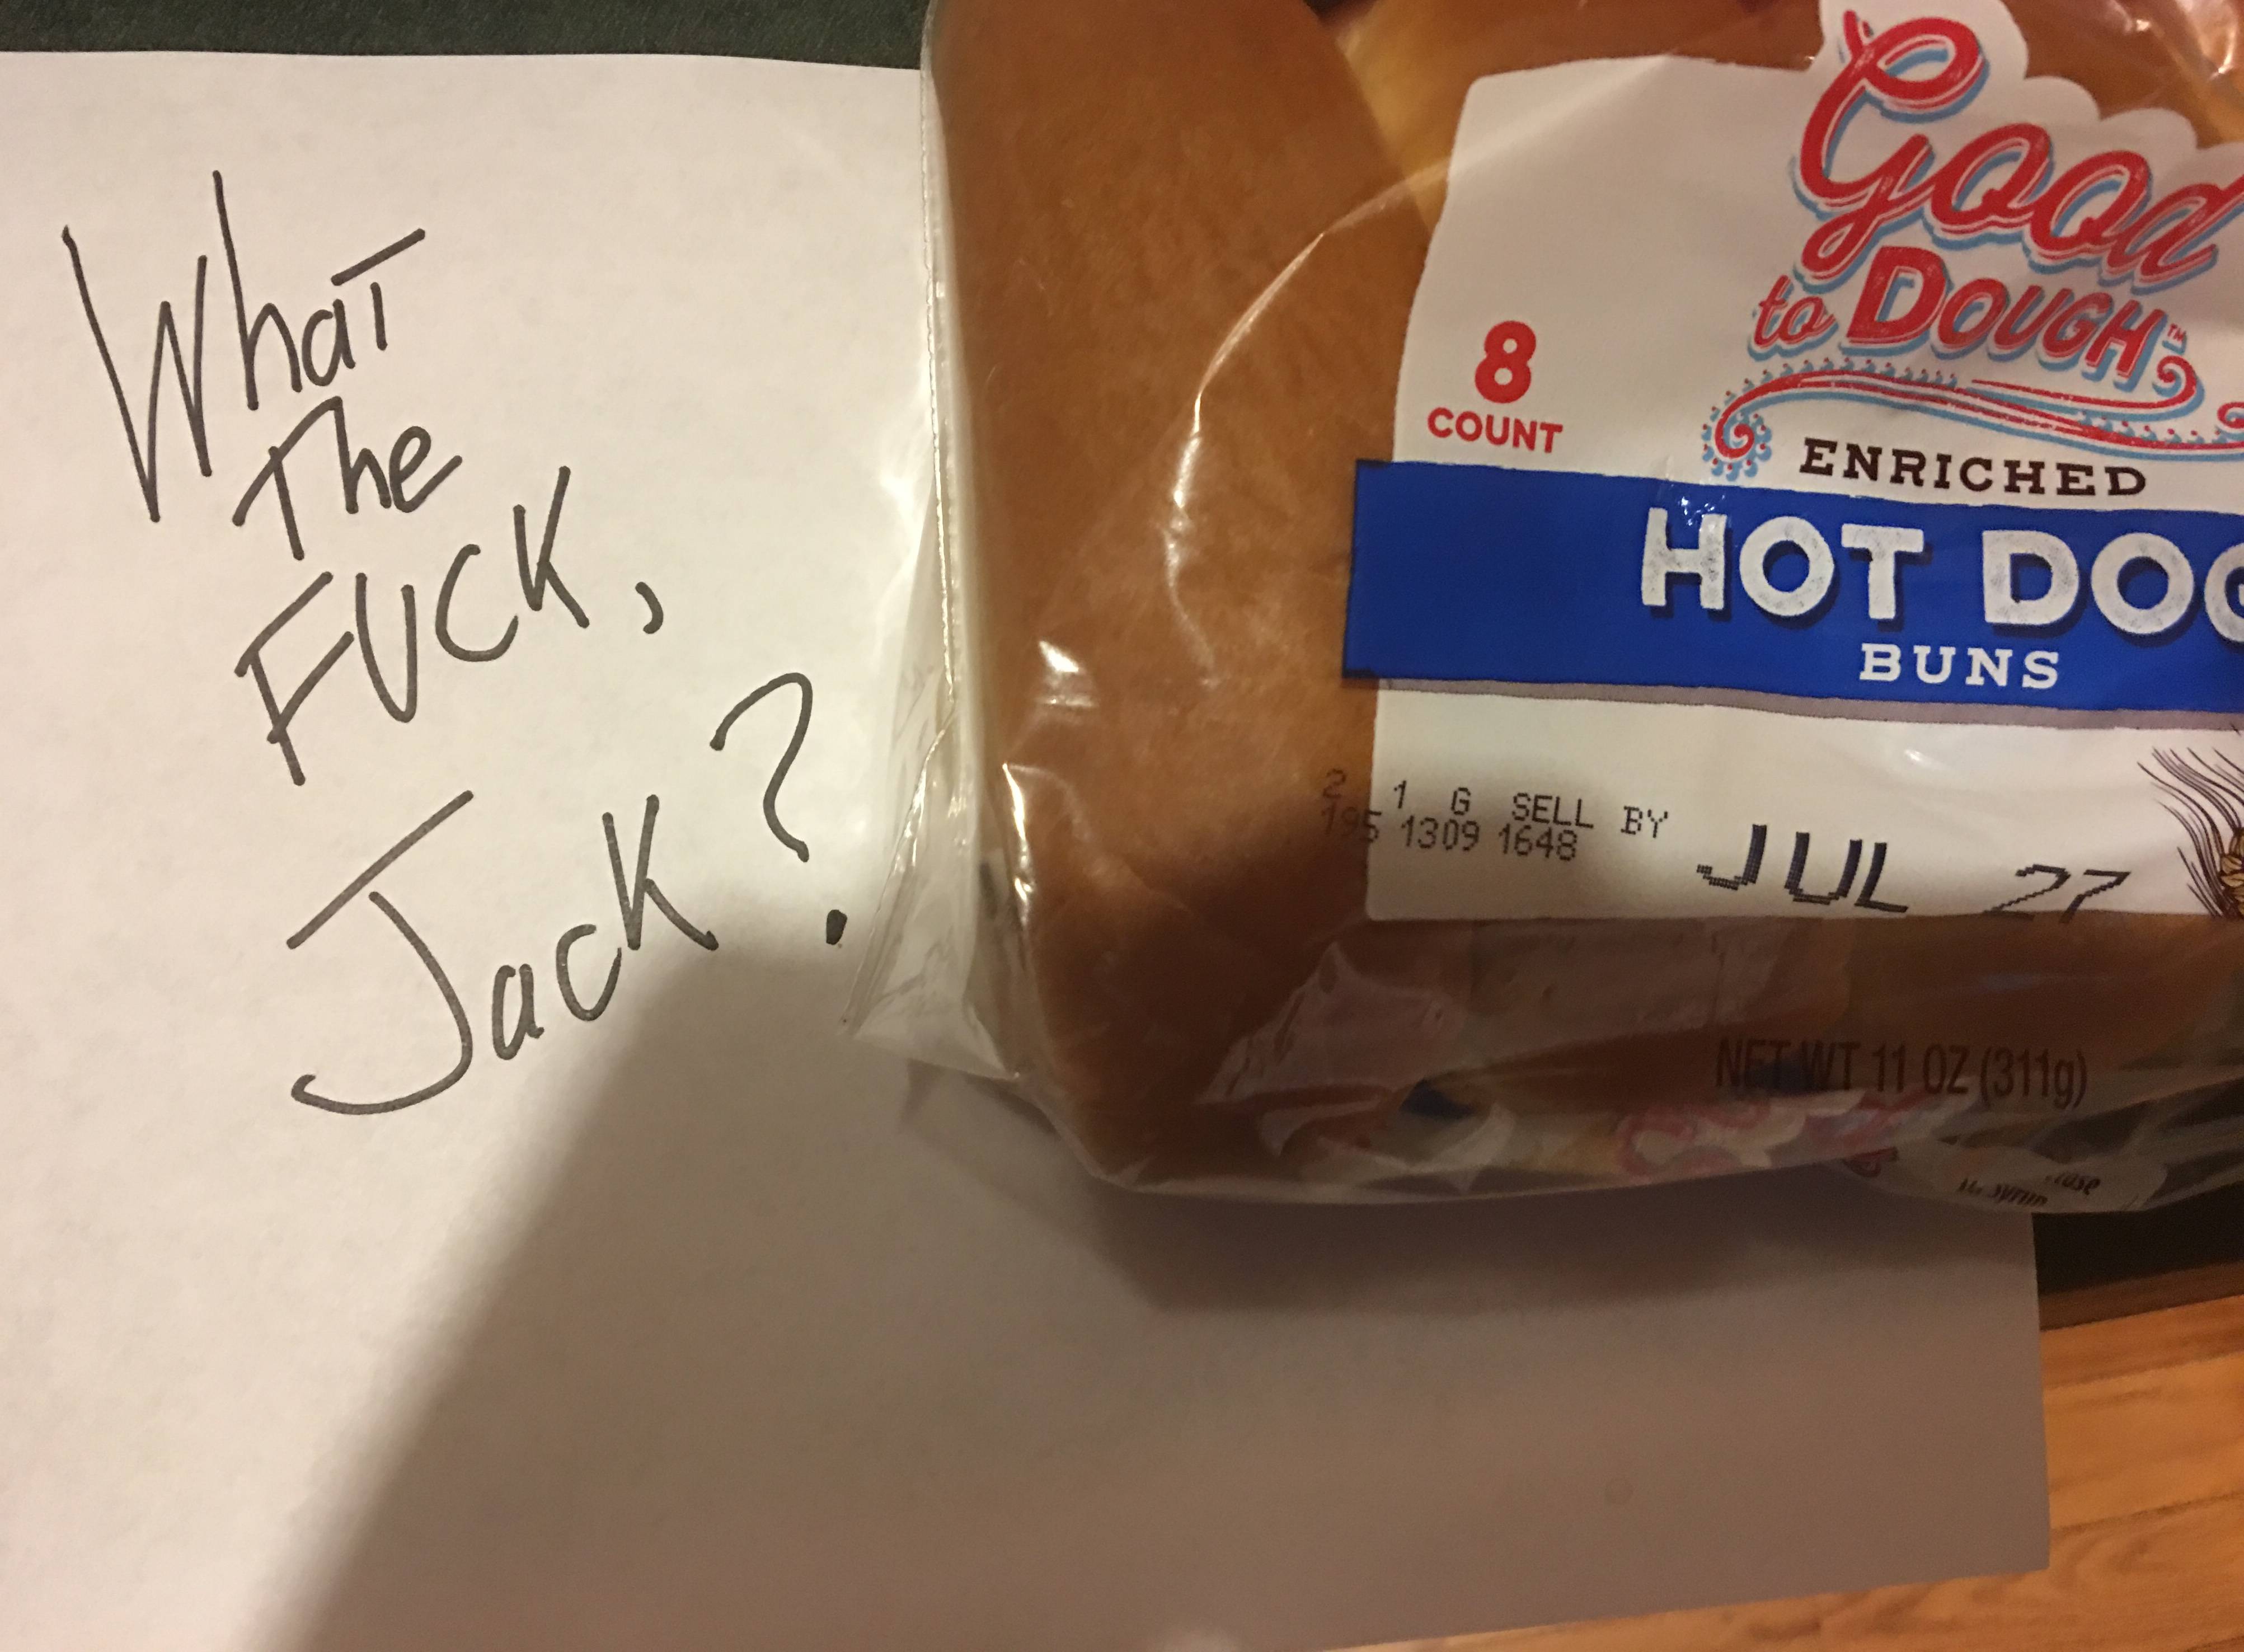 What
The
FUCK,
Jack?
Good
to DOUGH™
8
COUNT
ENRICHED
HOT DOG
BUNS
2 1 G SELL BY
195 1309 1648
JUL 27
NET WT 11 OZ (311g)